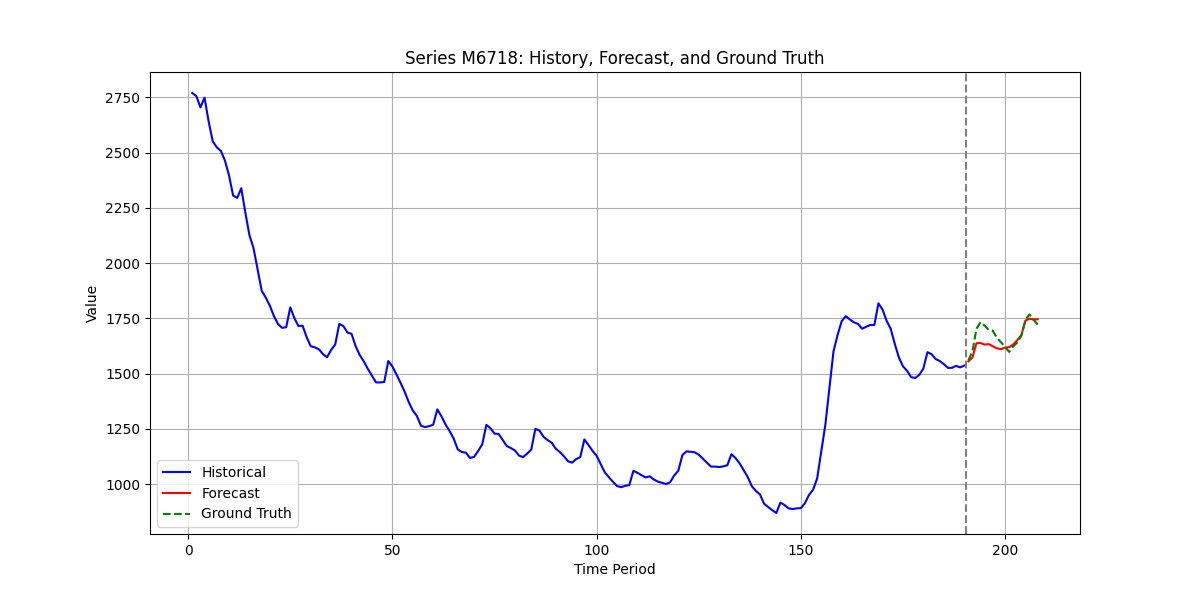 Series M6718: History, Forecast, and Ground Truth
Value
2750
2500
2250
2000
1750
1500
1250
1000
Historical
Forecast
Ground Truth
0 50 100 150 200
Time Period